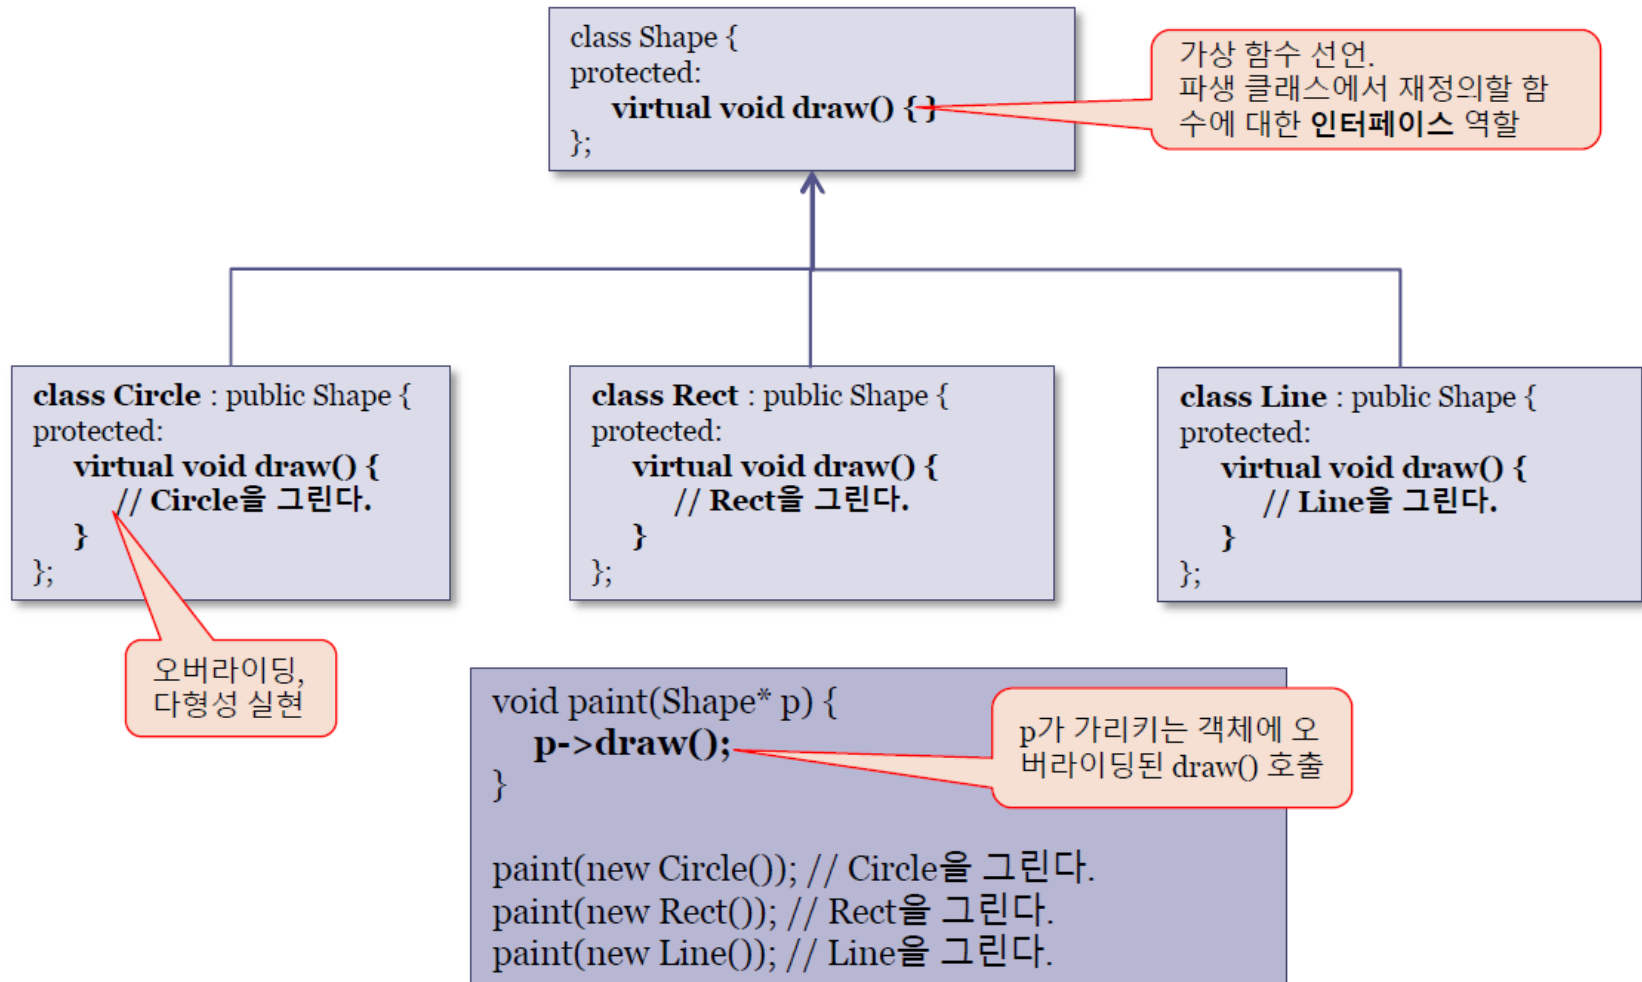 class Shape {
protected:
virtual void draw() { }
};
가상 함수 선언.
파생 클래스에서 재정의할 함
수에 대한 인터페이스 역할
class Circle : public Shape {
protected:
virtual void draw() {
// Circle을 그린다.
}
};
class Rect : public Shape {
protected:
virtual void draw() {
// Rect을 그린다.
}
};
class Line : public Shape {
protected:
virtual void draw() {
// Line을 그린다.
}
};
오버라이딩,
다형성 실현
void paint(Shape* p) {
p->draw();
}
p가 가리키는 객체에 오
버라이딩된 draw() 호출
paint(new Circle()); // Circle을 그린다.
paint(new Rect()); // Rect을 그린다.
paint(new Line()); // Line을 그린다.